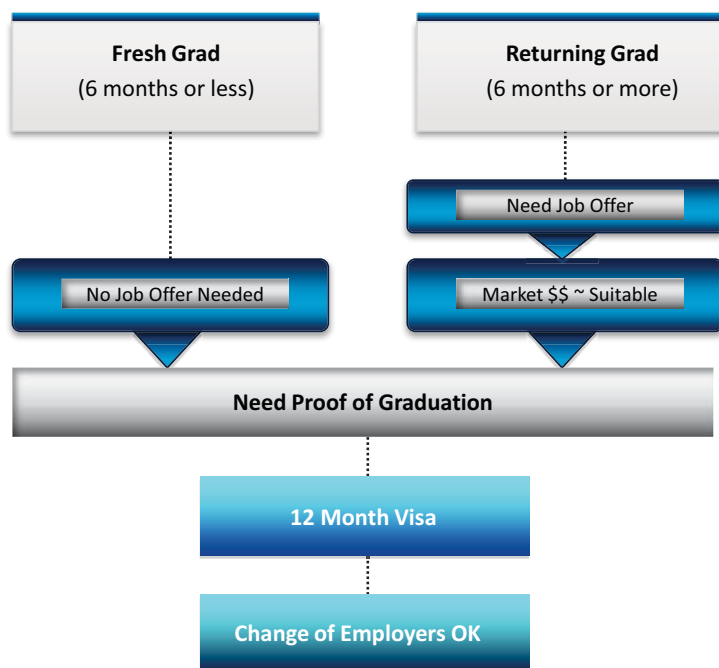 Fresh Grad
(6 months or less)
Returning Grad
(6 months or more)
Need Job Offer
No Job Offer Needed
Market $$ ~ Suitable
Need Proof of Graduation
12 Month Visa
Change of Employers OK